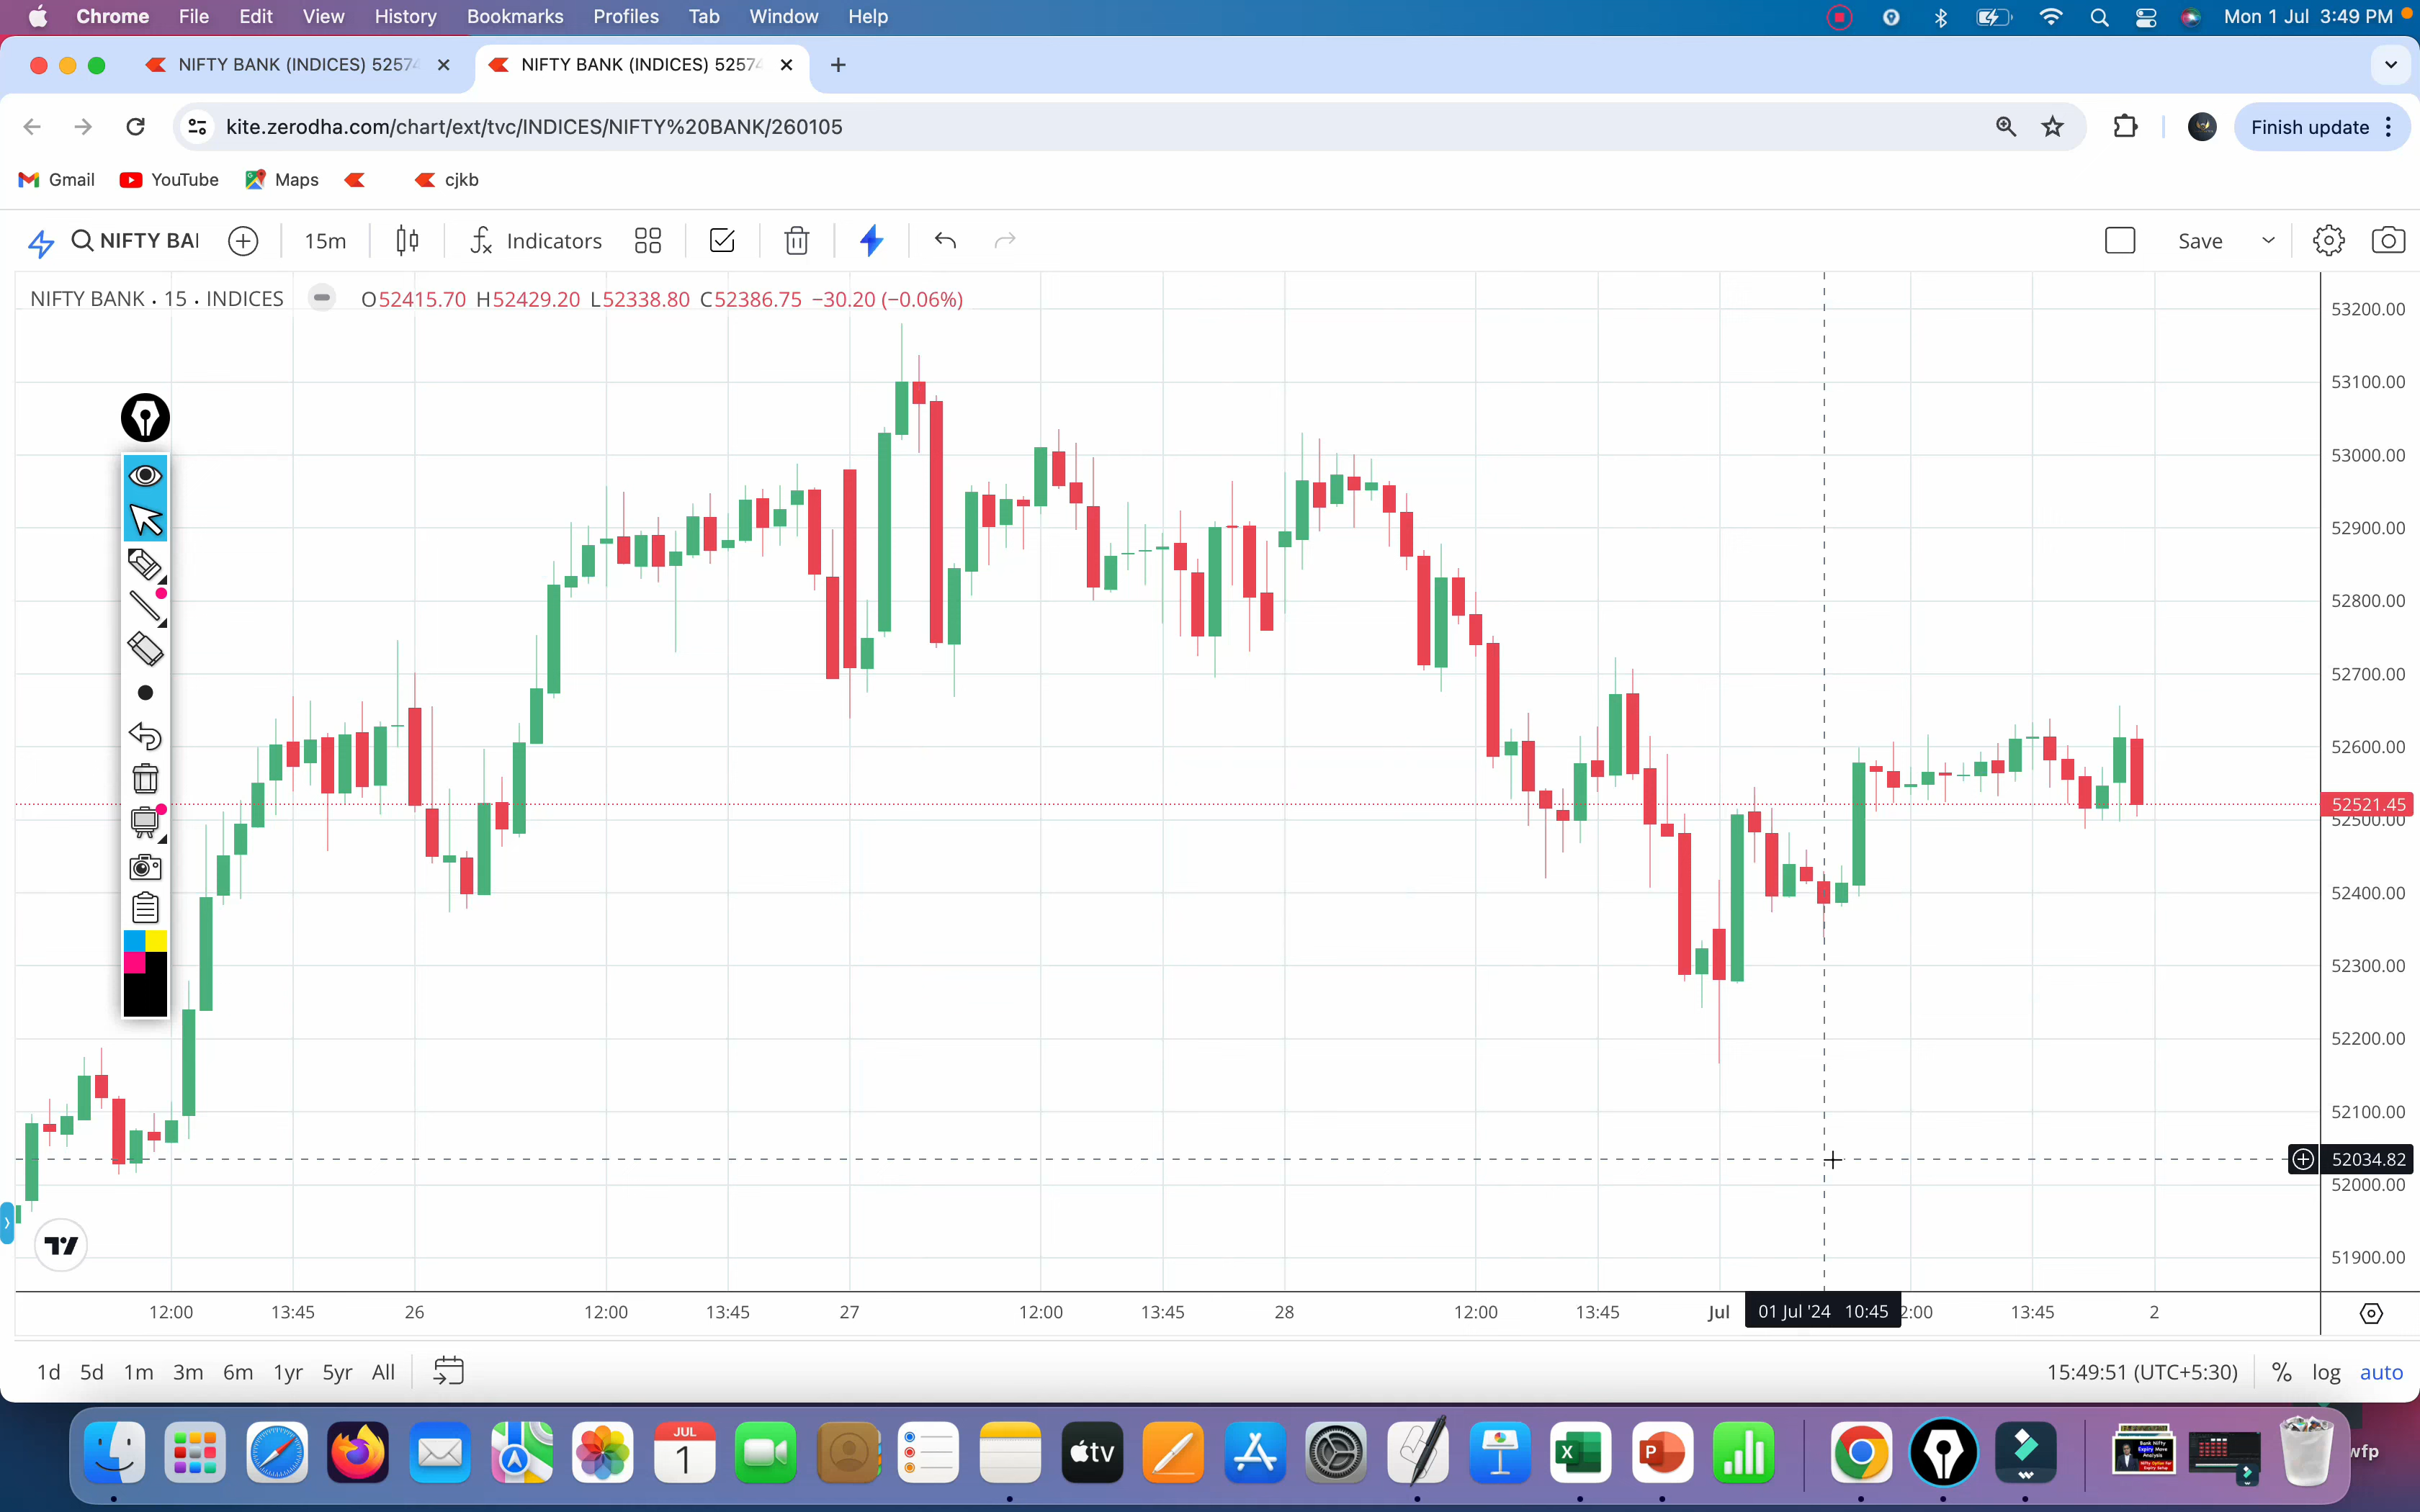 Chrome File Edit View History Bookmarks Profiles Tab Window Help Mon 1 Jul 3:49 PM
NIFTY BANK (INDICES) 5257 NIFTY BANK (INDICES) 5257
kite.zerodha.com/chart/ext/tvc/INDICES/NIFTY%20BANK/260105 Finish update
Gmail YouTube Maps cjkb
NIFTY BAI 15m Indicators Save
NIFTY BANK · 15 · INDICES O52415.70 H52429.20 L52338.80 C52386.75 −30.20 (−0.06%)
53200.00
53100.00
53000.00
52900.00
52800.00
52700.00
52600.00
52521.45
52500.00
52400.00
52300.00
52200.00
52100.00
52034.82
52000.00
51900.00
12:00 13:45 26 12:00 13:45 27 12:00 13:45 28 12:00 13:45 Jul 01 Jul '24 10:45 2:00 13:45 2
1d 5d 1m 3m 6m 1yr 5yr All 15:49:51 (UTC+5:30) % log auto
JUL
1
tv
X
P
Bank Nifty
Expiry Move
Analysis
wfp